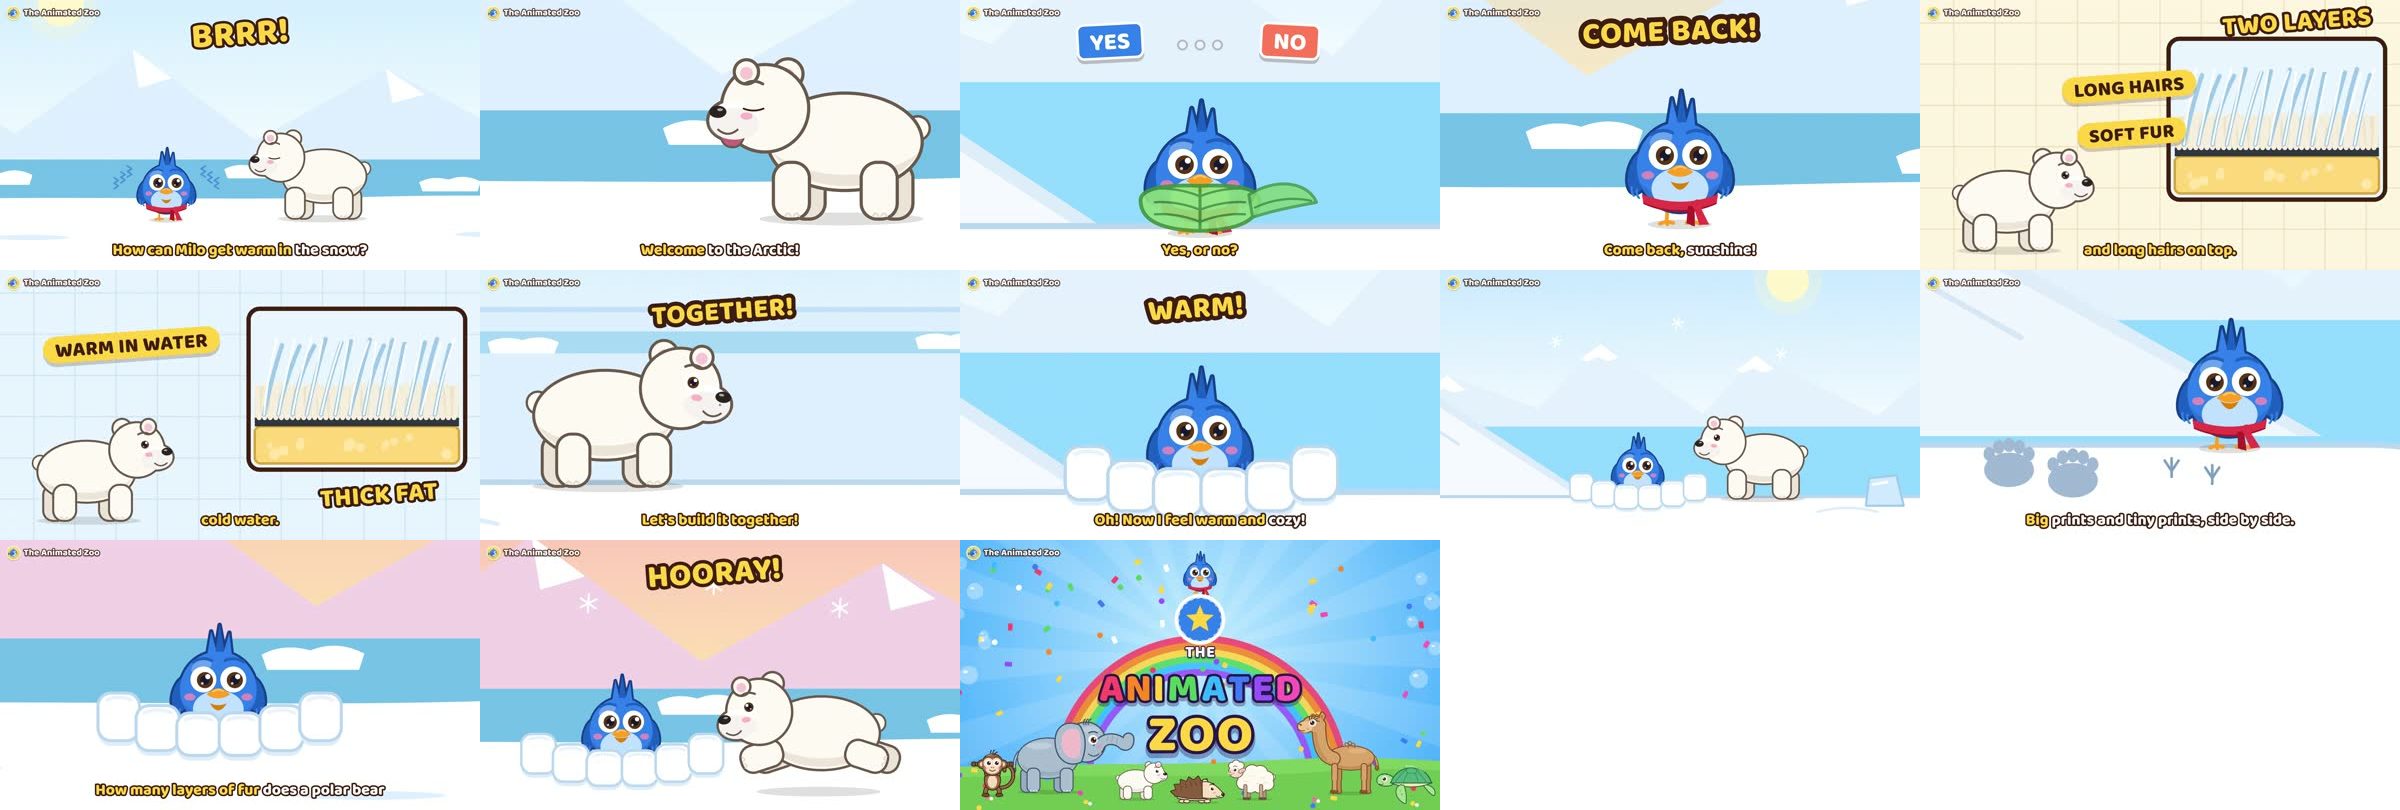 The Animated Zoo
BRRR!
How can Milo get warm in the snow?
The Animated Zoo
Welcome to the Arctic!
The Animated Zoo
YES
NO
Yes, or no?
The Animated Zoo
COME BACK!
Come back, sunshine!
The Animated Zoo
TWO LAYERS
LONG HAIRS
SOFT FUR
and long hairs on top.
The Animated Zoo
WARM IN WATER
THICK FAT
cold water.
The Animated Zoo
TOGETHER!
Let's build it together!
The Animated Zoo
WARM!
Oh! Now I feel warm and cozy!
The Animated Zoo
The Animated Zoo
Big prints and tiny prints, side by side.
The Animated Zoo
How many layers of fur does a polar bear
The Animated Zoo
HOORAY!
The Animated Zoo
THE
ANIMATED
ZOO